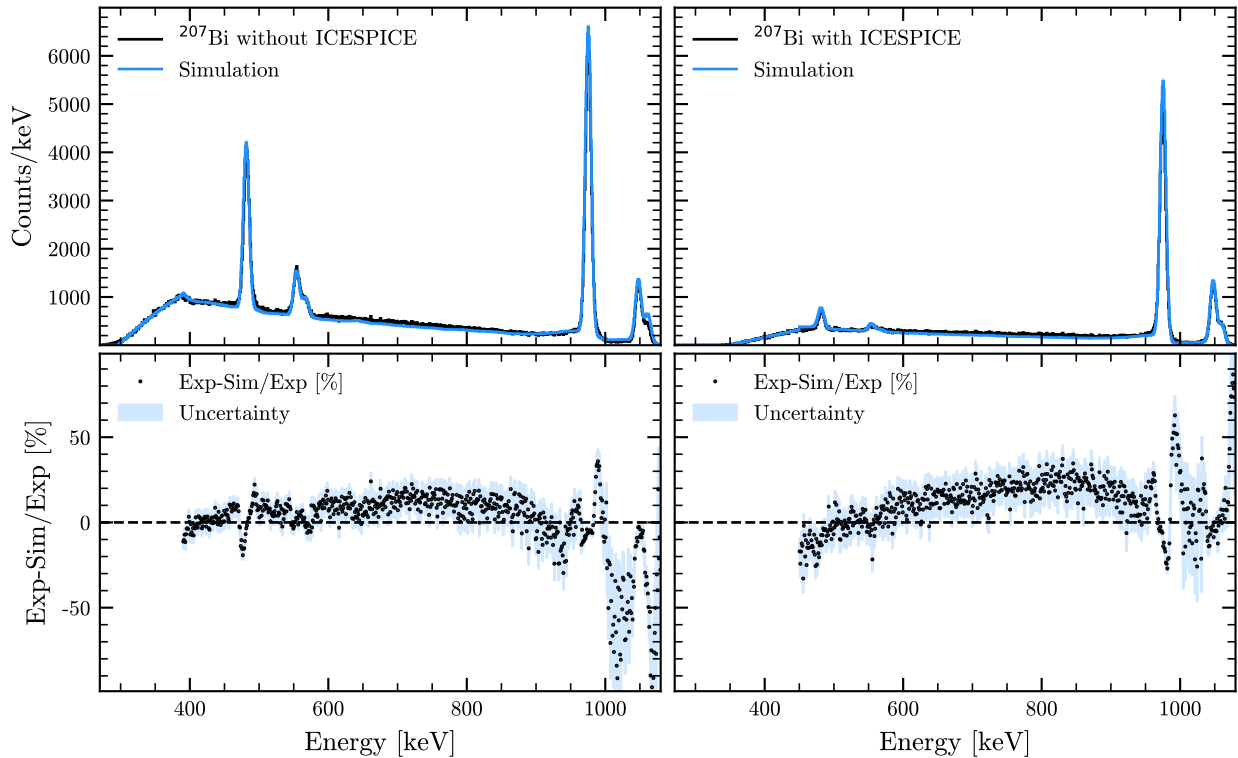 ²⁰⁷Bi without ICESPICE
Simulation
²⁰⁷Bi with ICESPICE
Simulation
6000
5000
4000
3000
2000
1000
Counts/keV
Exp-Sim/Exp [%]
Uncertainty
Exp-Sim/Exp [%]
Uncertainty
50
0
-50
Exp-Sim/Exp [%]
400 600 800 1000
400 600 800 1000
Energy [keV]
Energy [keV]